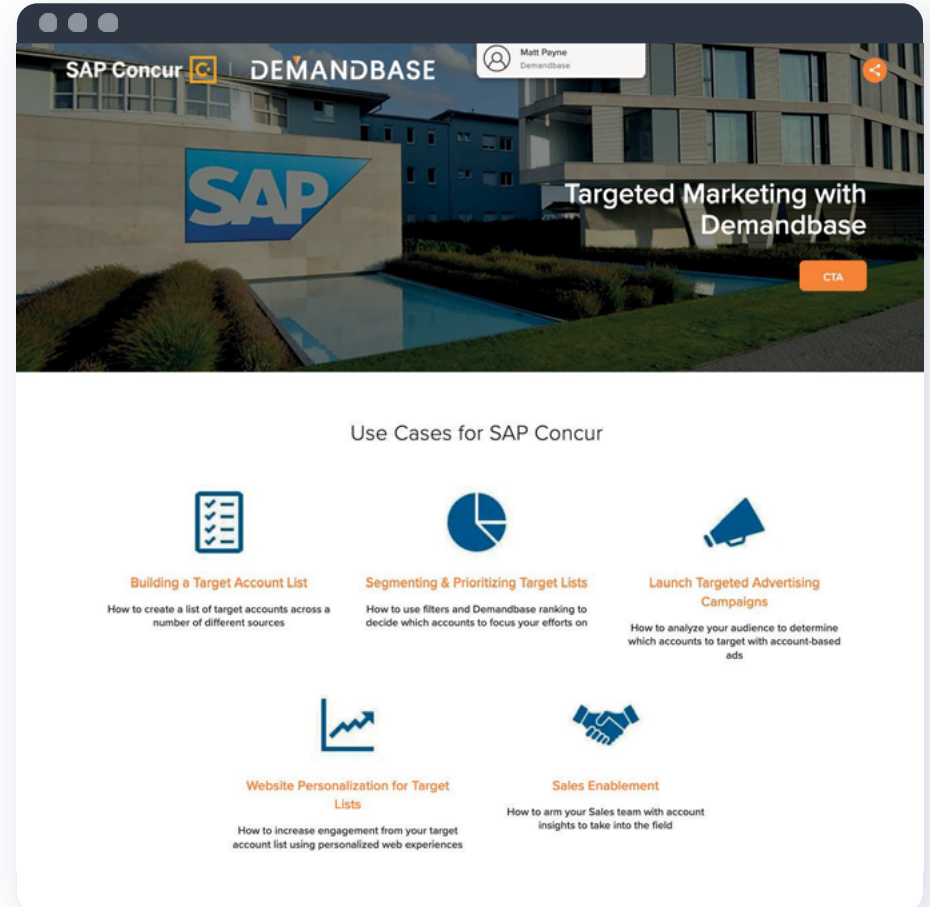 SAP Concur C. DEMANDBASE
Matt Payne
Demandbase
SAP
Targeted Marketing with
Demandbase
CTA
Use Cases for SAP Concur
Building a Target Account List
How to create a list of target accounts across a
number of different sources
Segmenting & Prioritizing Target Lists
How to use filters and Demandbase ranking to
decide which accounts to focus your efforts on
Launch Targeted Advertising
Campaigns
How to analyze your audience to determine
which accounts to target with account-based
ads
Website Personalization for Target
Lists
How to increase engagement from your target
account list using personalized web experiences
Sales Enablement
How to arm your Sales team with account
insights to take into the field